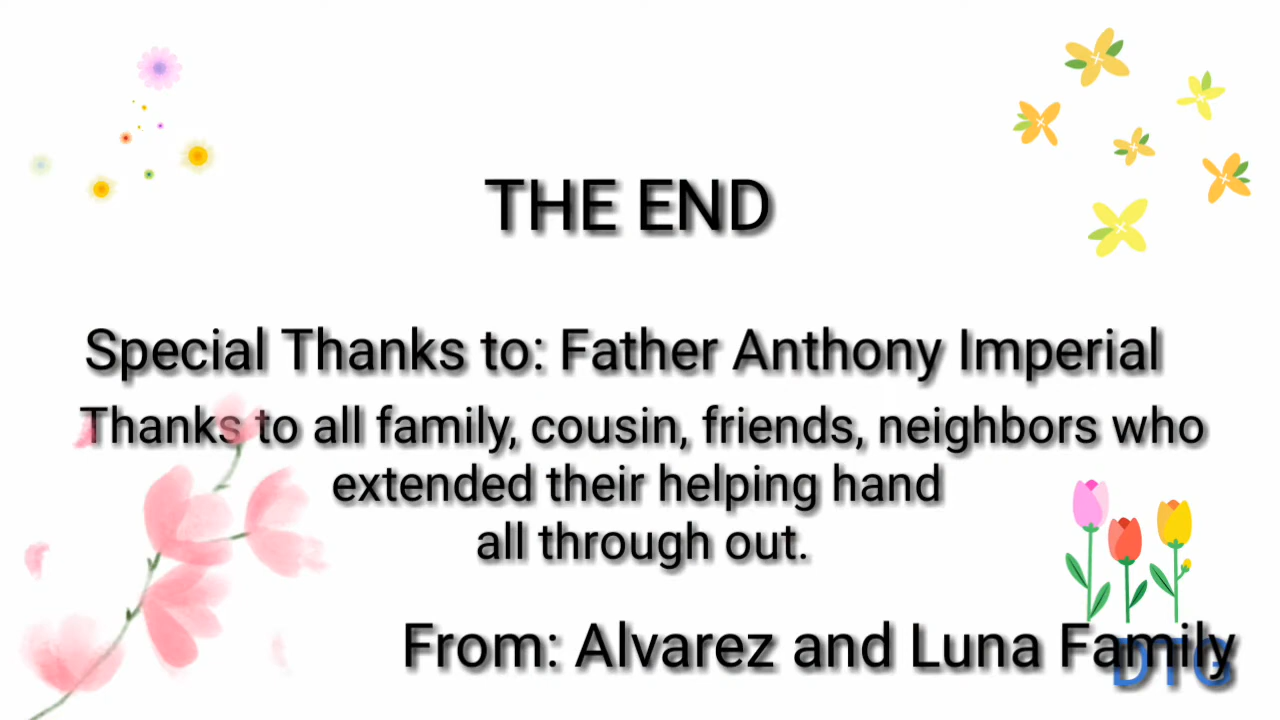 THE END
Special Thanks to: Father Anthony Imperial
Thanks to all family, cousin, friends, neighbors who
extended their helping hand
all through out.
From: Alvarez and Luna Family
DTG